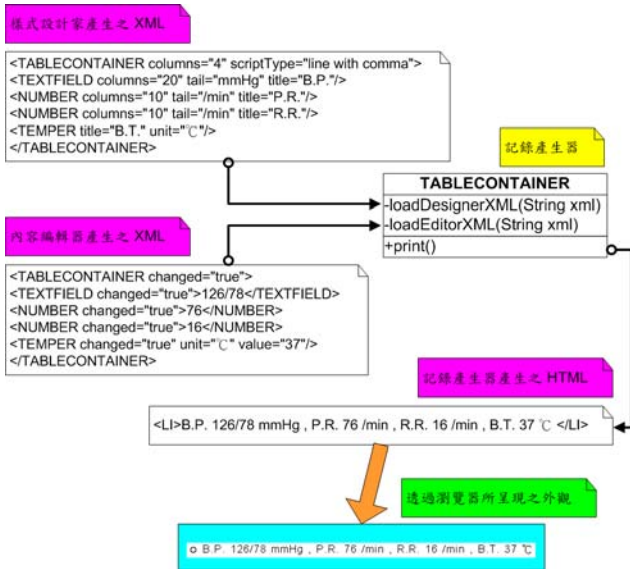 樣式設計家產生之 XML
<TABLECONTAINER columns="4" scriptType="line with comma">
<TEXTFIELD columns="20" tail="mmHg" title="B.P."/>
<NUMBER columns="10" tail="/min" title="P.R."/>
<NUMBER columns="10" tail="/min" title="R.R."/>
<TEMPER title="B.T." unit="℃"/>
</TABLECONTAINER>
記錄產生器
TABLECONTAINER
-loadDesignerXML(String xml)
-loadEditorXML(String xml)
+print()
內容編輯器產生之 XML
<TABLECONTAINER changed="true">
<TEXTFIELD changed="true">126/78</TEXTFIELD>
<NUMBER changed="true">76</NUMBER>
<NUMBER changed="true">16</NUMBER>
<TEMPER changed="true" unit="℃" value="37"/>
</TABLECONTAINER>
記錄產生器產生之 HTML
<LI>B.P. 126/78 mmHg , P.R. 76 /min , R.R. 16 /min , B.T. 37 ℃ </LI>
透過瀏覽器所呈現之外觀
B.P. 126/78 mmHg , P.R. 76 /min , R.R. 16 /min , B.T. 37 ℃